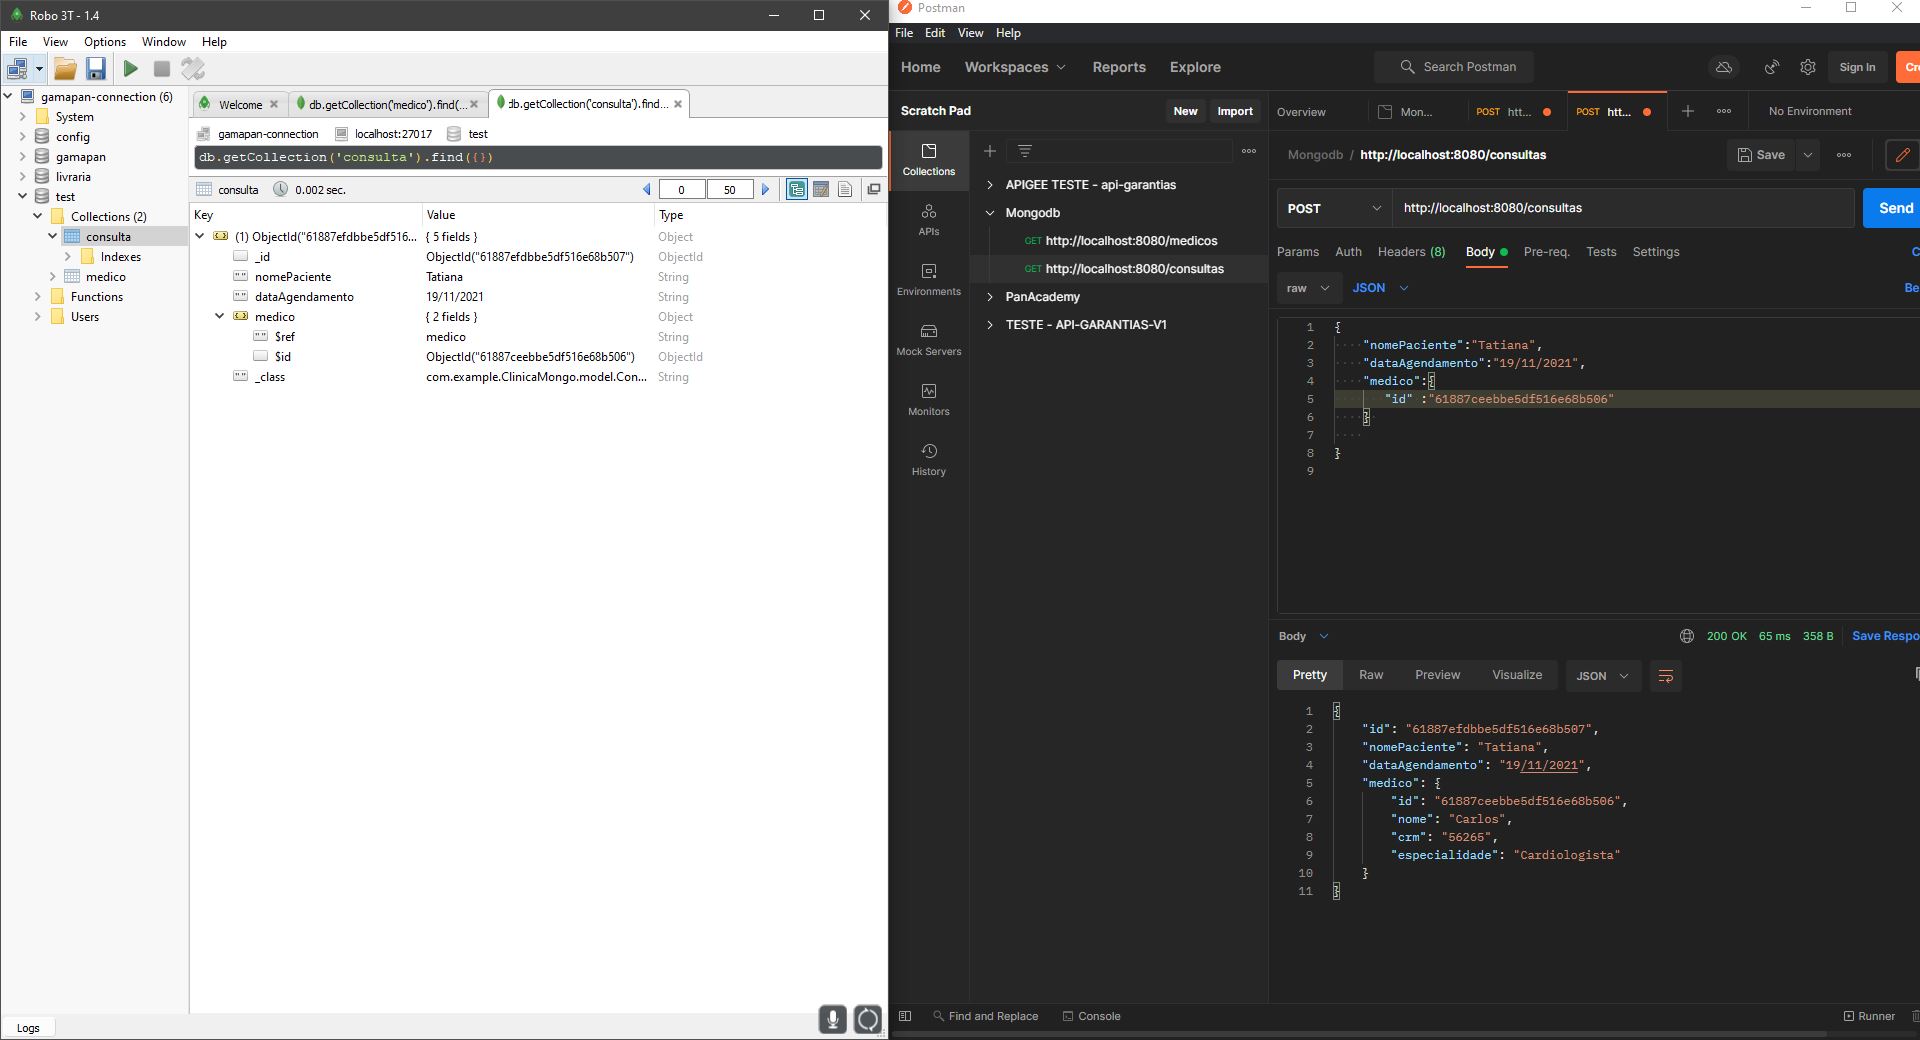 Robo 3T - 1.4
File View Options Window Help
gamapan-connection (6)
System
config
gamapan
livraria
test
Collections (2)
consulta
Indexes
medico
Functions
Users
Logs
Welcome
db.getCollection('medico').find(...
db.getCollection('consulta').find...
gamapan-connection localhost:27017 test
db.getCollection('consulta').find({})
consulta 0.002 sec. 0 50
Key Value Type
(1) ObjectId("61887efdbbe5df516... { 5 fields } Object
_id ObjectId("61887efdbbe5df516e68b507") ObjectId
nomePaciente Tatiana String
dataAgendamento 19/11/2021 String
medico { 2 fields } Object
$ref medico String
$id ObjectId("61887ceebbe5df516e68b506") ObjectId
_class com.example.ClinicaMongo.model.Con... String
Postman
File Edit View Help
Home Workspaces Reports Explore Search Postman Sign In Cre
Scratch Pad New Import
Collections
APIs
Environments
Mock Servers
Monitors
History
APIGEE TESTE - api-garantias
Mongodb
GET http://localhost:8080/medicos
GET http://localhost:8080/consultas
PanAcademy
TESTE - API-GARANTIAS-V1
Overview Mon... POST htt... POST htt... No Environment
Mongodb / http://localhost:8080/consultas Save
POST http://localhost:8080/consultas Send
Params Auth Headers (8) Body Pre-req. Tests Settings C
raw JSON Be
1 {
2 "nomePaciente":"Tatiana",
3 "dataAgendamento":"19/11/2021",
4 "medico":{
5 "id" :"61887ceebbe5df516e68b506"
6 }
7
8 }
9
Body 200 OK 65 ms 358 B Save Respo
Pretty Raw Preview Visualize JSON
1 {
2 "id": "61887efdbbe5df516e68b507",
3 "nomePaciente": "Tatiana",
4 "dataAgendamento": "19/11/2021",
5 "medico": {
6 "id": "61887ceebbe5df516e68b506",
7 "nome": "Carlos",
8 "crm": "56265",
9 "especialidade": "Cardiologista"
10 }
11 }
Find and Replace Console Runner